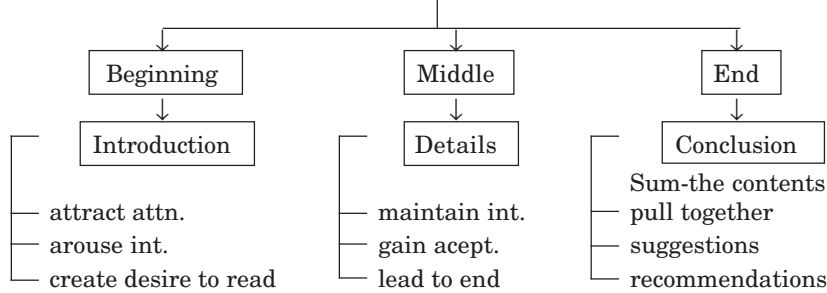 Beginning Middle End
Introduction Details Conclusion
Sum-the contents
attract attn. maintain int. pull together
arouse int. gain acept. suggestions
create desire to read lead to end recommendations